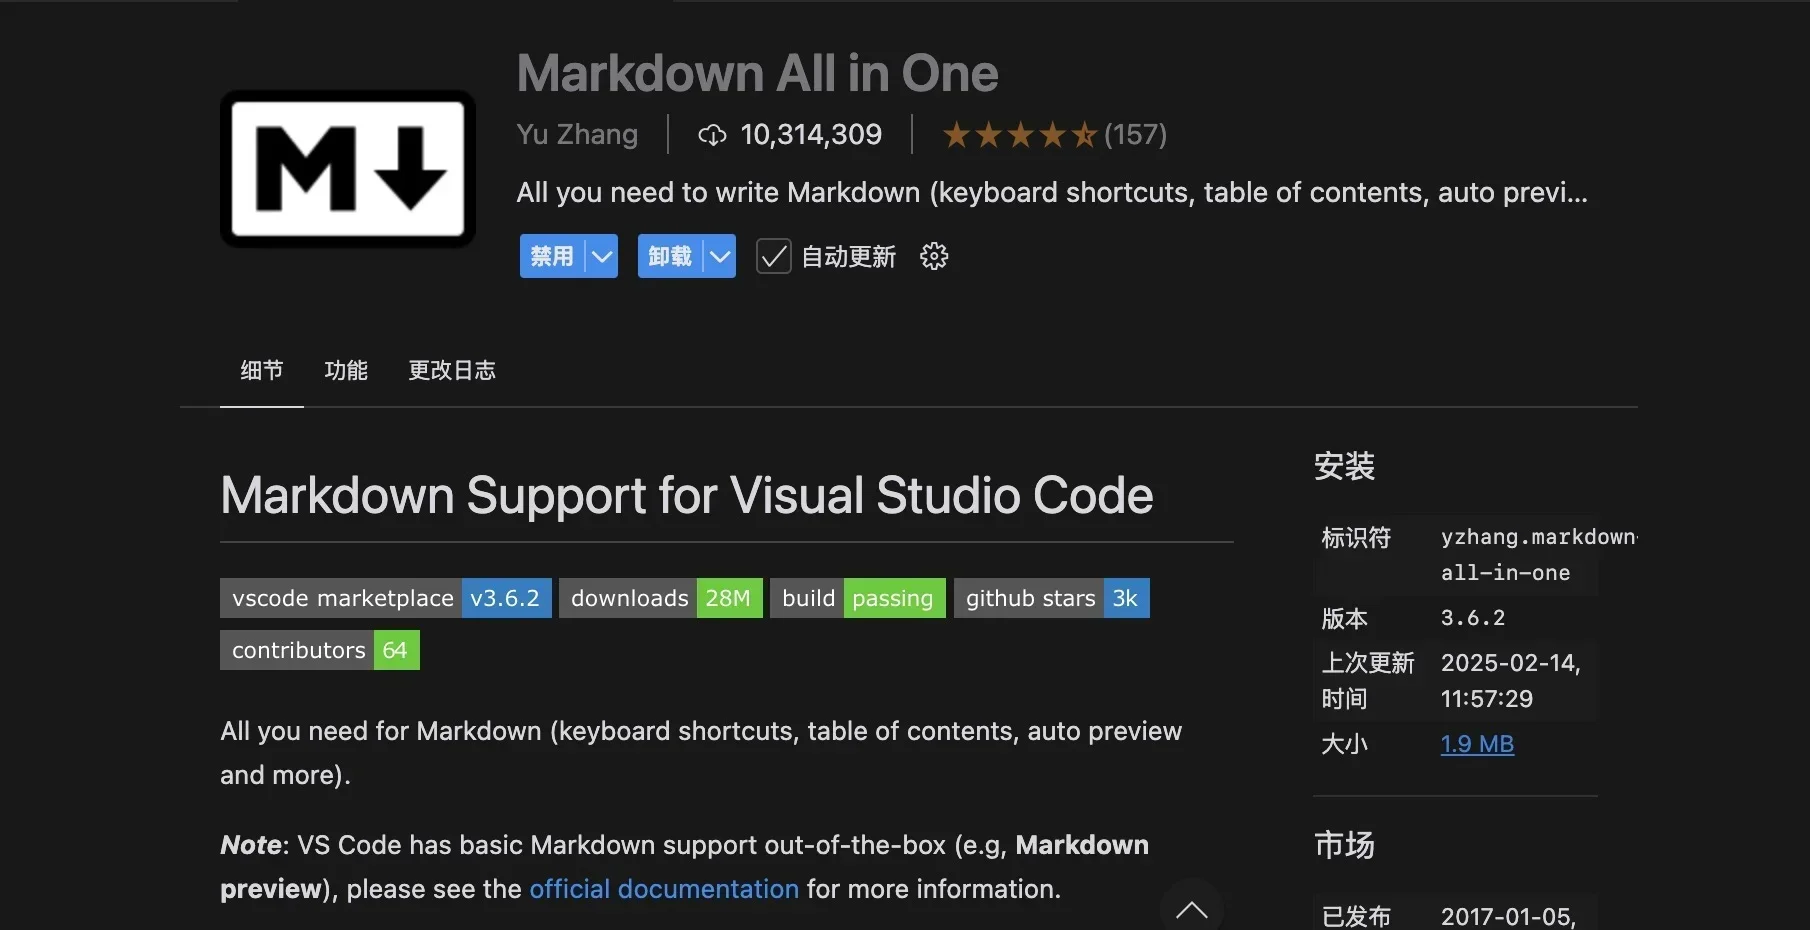 Markdown All in One
Yu Zhang
10,314,309
(157)
All you need to write Markdown (keyboard shortcuts, table of contents, auto previ...
禁用
卸载
自动更新
细节
功能
更改日志
Markdown Support for Visual Studio Code
vscode marketplace v3.6.2
downloads 28M
build passing
github stars 3k
contributors 64
All you need for Markdown (keyboard shortcuts, table of contents, auto preview
and more).
Note: VS Code has basic Markdown support out-of-the-box (e.g, Markdown
preview), please see the official documentation for more information.
安装
标识符 yzhang.markdown-
all-in-one
版本 3.6.2
上次更新 2025-02-14,
时间 11:57:29
大小 1.9 MB
市场
已发布 2017-01-05,